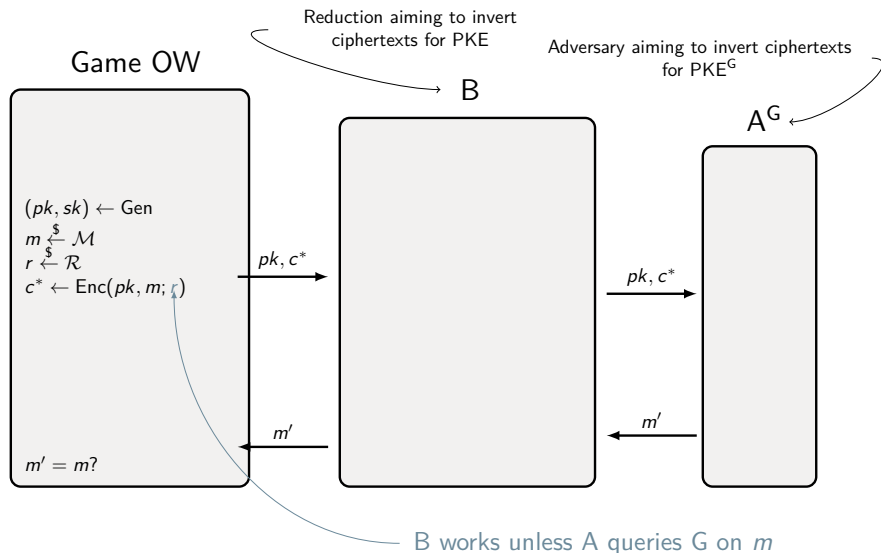 Reduction aiming to invert
ciphertexts for PKE
Adversary aiming to invert ciphertexts
for PKE^G
Game OW
B
A^G
(pk, sk) ← Gen
m ←$ ℳ
r ←$ ℛ
c* ← Enc(pk, m; r)
pk, c*
pk, c*
m′
m′
m′ = m?
B works unless A queries G on m